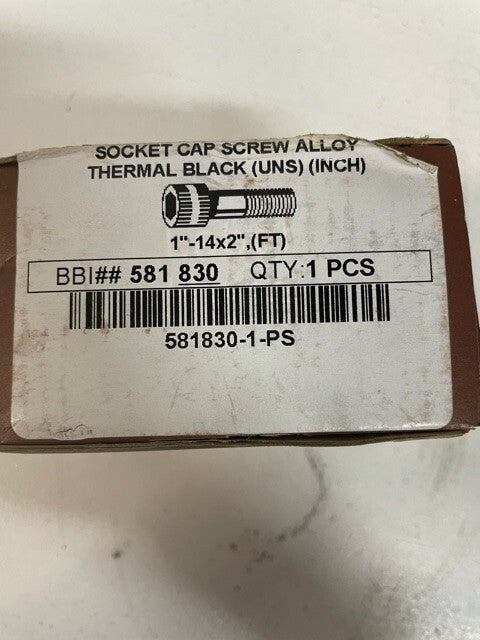 SOCKET CAP SCREW ALLOY
THERMAL BLACK (UNS) (INCH)
1"-14x2",(FT)
BBI## 581 830 QTY:1 PCS
581830-1-PS